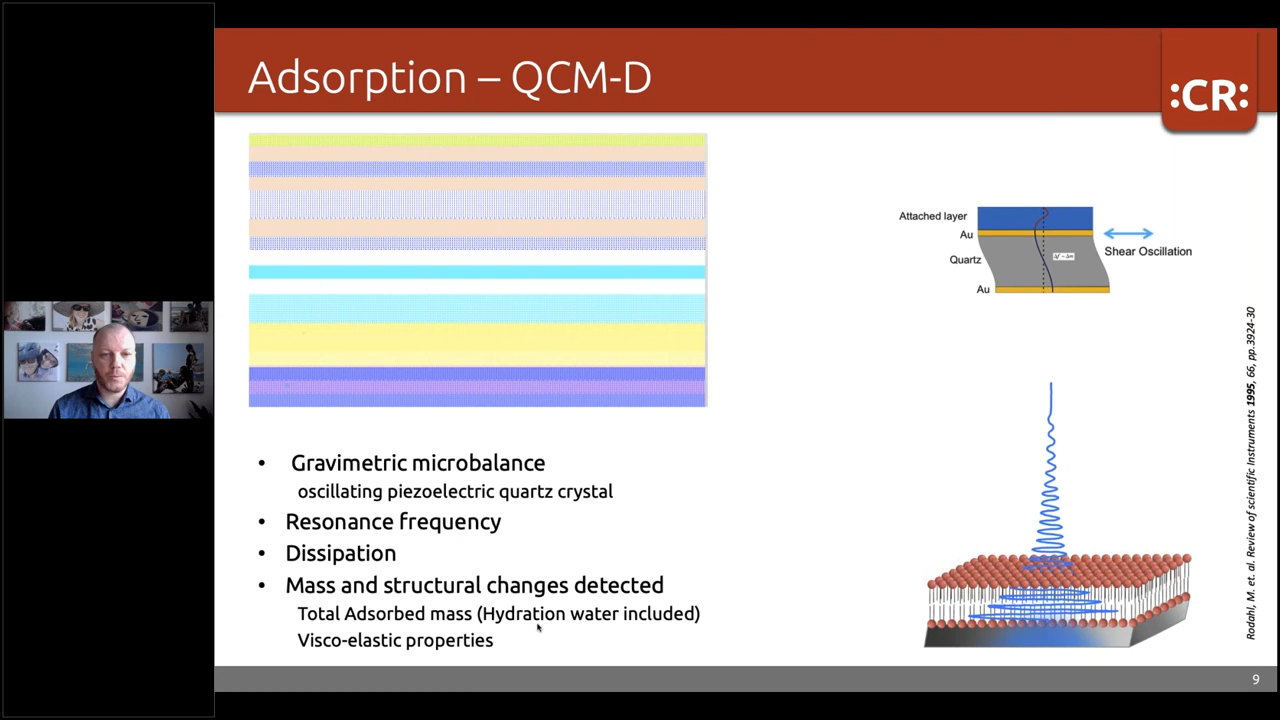 Adsorption – QCM-D
:CR:
Attached layer
Au
Quartz
Au
Shear Oscillation
• Gravimetric microbalance
oscillating piezoelectric quartz crystal
• Resonance frequency
• Dissipation
• Mass and structural changes detected
Total Adsorbed mass (Hydration water included)
Visco-elastic properties
Rodahl, M. et. al. Review of scientific Instruments 1995, 66, pp.3924-30
9